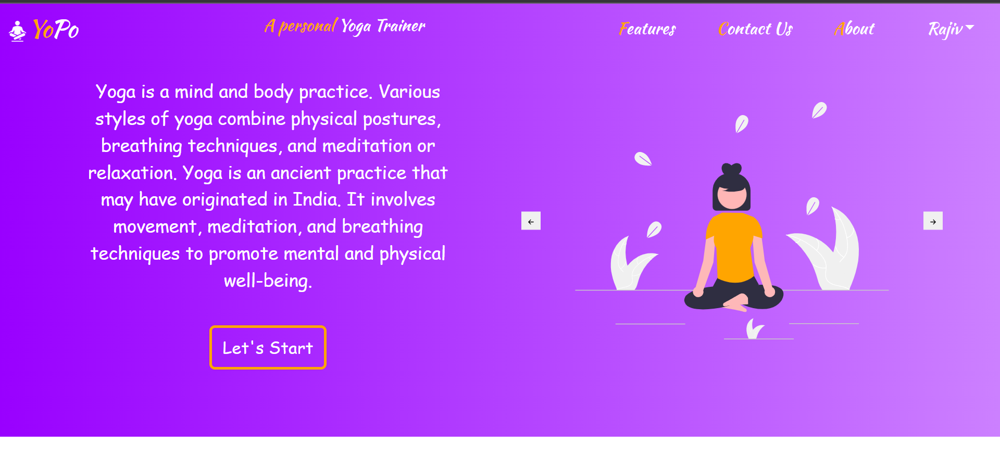 YoPo
A personal Yoga Trainer
Features
Contact Us
About
Rajiv
Yoga is a mind and body practice. Various
styles of yoga combine physical postures,
breathing techniques, and meditation or
relaxation. Yoga is an ancient practice that
may have originated in India. It involves
movement, meditation, and breathing
techniques to promote mental and physical
well-being.
←
→
Let's Start